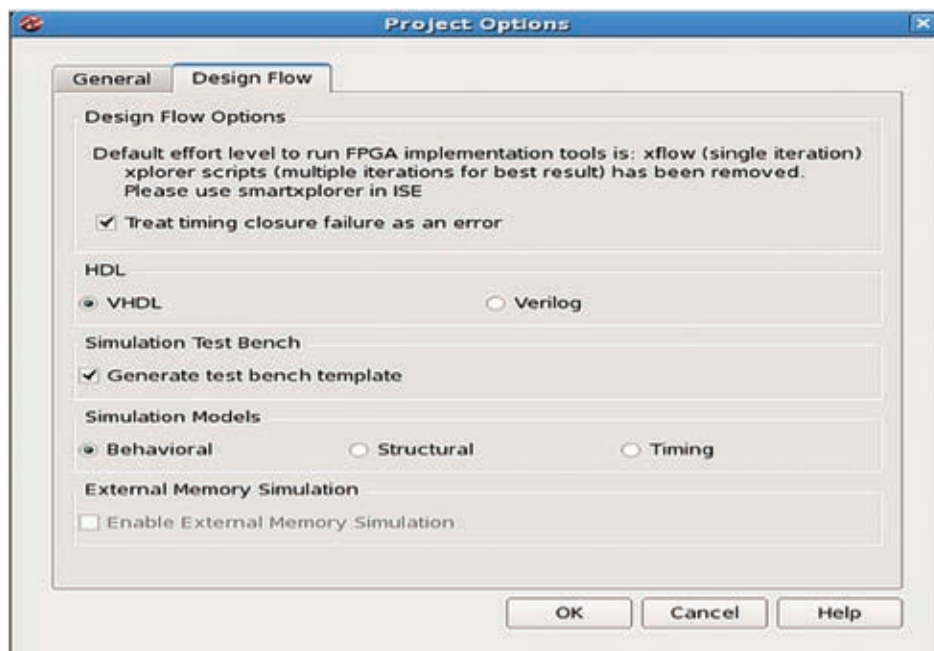 Project Options
General
Design Flow
Design Flow Options
Default effort level to run FPGA implementation tools is: xflow (single iteration)
xplorer scripts (multiple iterations for best result) has been removed.
Please use smartxplorer in ISE
Treat timing closure failure as an error
HDL
VHDL
Verilog
Simulation Test Bench
Generate test bench template
Simulation Models
Behavioral
Structural
Timing
External Memory Simulation
Enable External Memory Simulation
OK
Cancel
Help